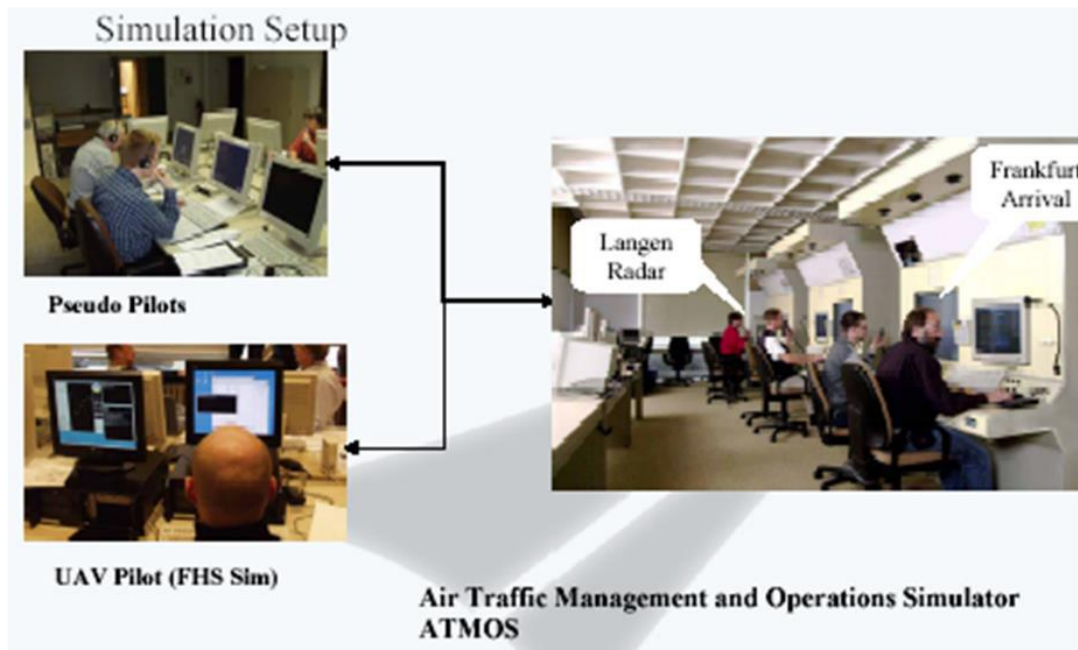 Simulation Setup
Pseudo Pilots
UAV Pilot (FHS Sim)
Langen
Radar
Frankfurt
Arrival
Air Traffic Management and Operations Simulator
ATMOS